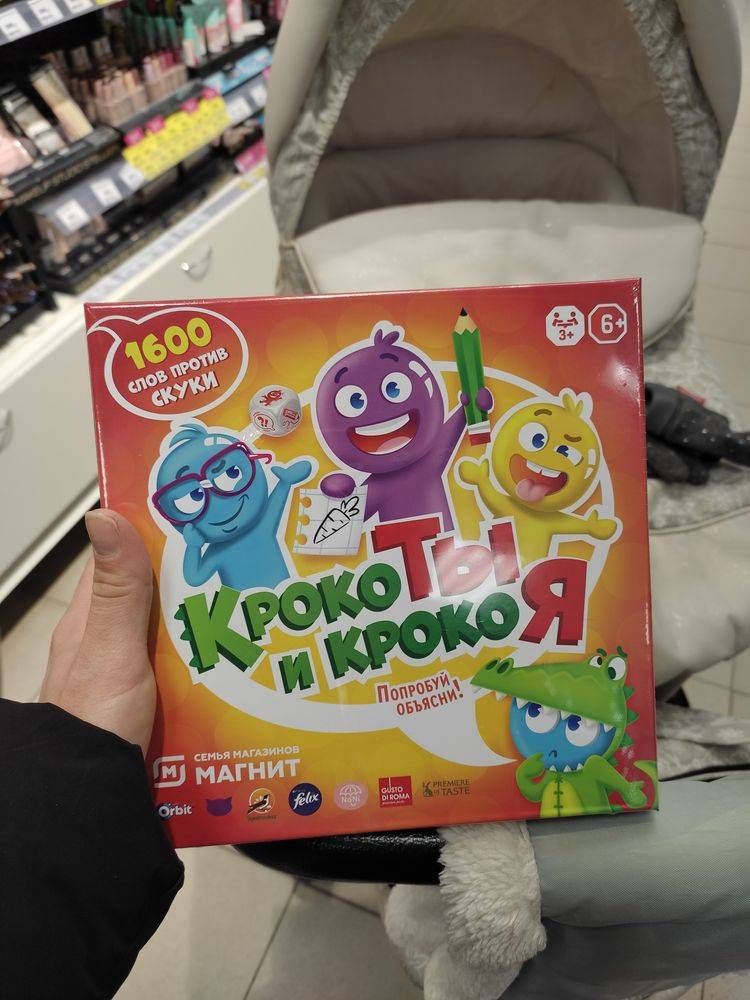 1600
СЛОВ ПРОТИВ
СКУКИ
3+
6+
КРОКОТЫ
И КРОКОЯ
ПОПРОБУЙ
ОБЪЯСНИ!
СЕМЬЯ МАГАЗИНОВ
МАГНИТ
Orbit
felix
GUSTO
DI ROMA
PREMIERE
OF TASTE